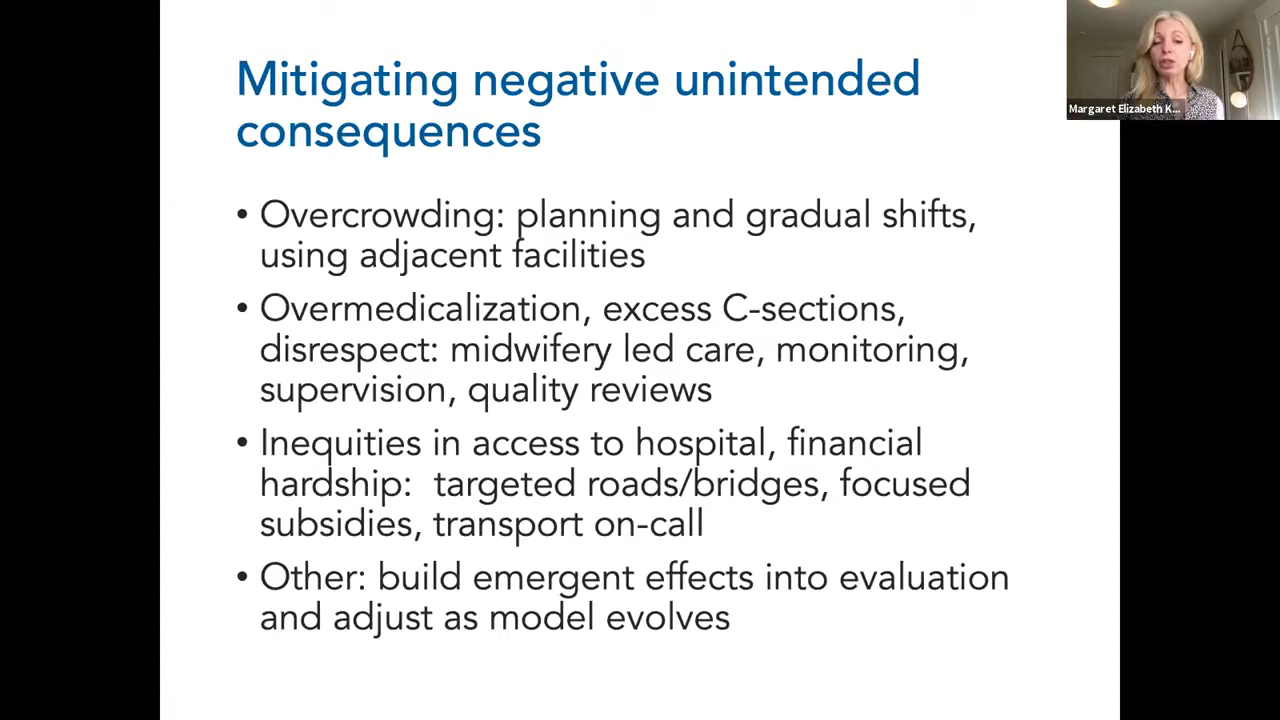 Mitigating negative unintended
consequences
• Overcrowding: planning and gradual shifts,
using adjacent facilities
• Overmedicalization, excess C-sections,
disrespect: midwifery led care, monitoring,
supervision, quality reviews
• Inequities in access to hospital, financial
hardship: targeted roads/bridges, focused
subsidies, transport on-call
• Other: build emergent effects into evaluation
and adjust as model evolves
Margaret Elizabeth K...